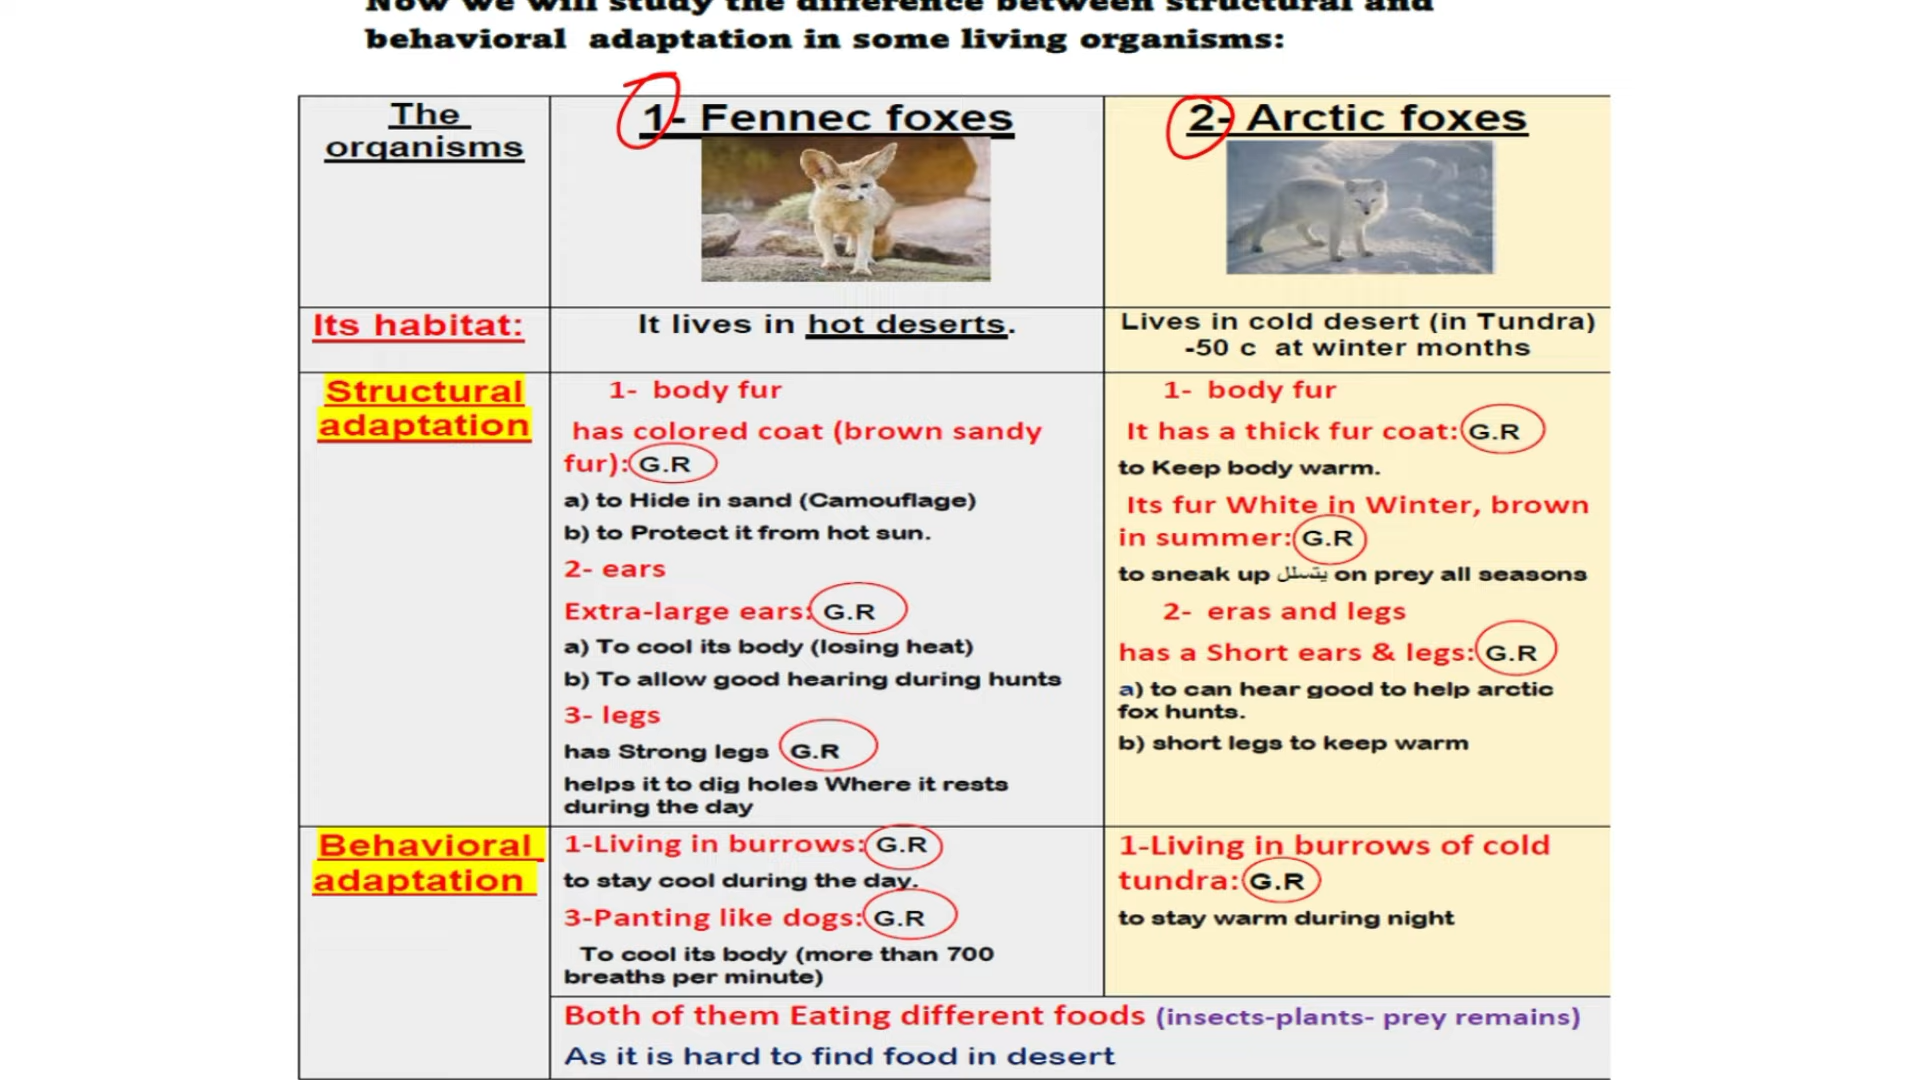 Now we will study the difference between structural and
behavioral adaptation in some living organisms:
The
organisms
1- Fennec foxes
2- Arctic foxes
Its habitat:
It lives in hot deserts.
Lives in cold desert (in Tundra)
-50 c at winter months
Structural
adaptation
1- body fur
has colored coat (brown sandy
fur): G.R
a) to Hide in sand (Camouflage)
b) to Protect it from hot sun.
2- ears
Extra-large ears: G.R
a) To cool its body (losing heat)
b) To allow good hearing during hunts
3- legs
has Strong legs G.R
helps it to dig holes Where it rests
during the day
1- body fur
It has a thick fur coat: G.R
to Keep body warm.
Its fur White in Winter, brown
in summer: G.R
to sneak up يتسلل on prey all seasons
2- eras and legs
has a Short ears & legs: G.R
a) to can hear good to help arctic
fox hunts.
b) short legs to keep warm
Behavioral
adaptation
1-Living in burrows: G.R
to stay cool during the day.
3-Panting like dogs: G.R
To cool its body (more than 700
breaths per minute)
1-Living in burrows of cold
tundra: G.R
to stay warm during night
Both of them Eating different foods (insects-plants- prey remains)
As it is hard to find food in desert